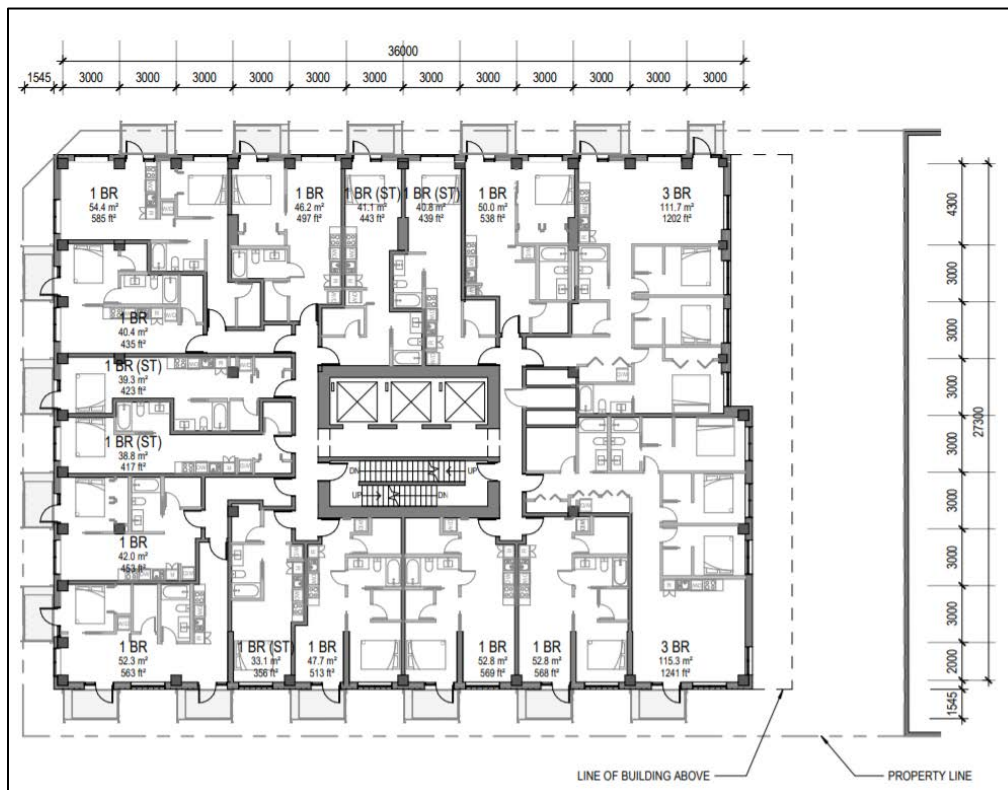 36000
1545 3000 3000 3000 3000 3000 3000 3000 3000 3000 3000 3000 3000
1 BR
54.4 m²
585 ft²
1 BR
46.2 m²
497 ft²
1 BR (ST)
41.1 m²
443 ft²
1 BR (ST)
40.8 m²
439 ft²
1 BR
50.0 m²
538 ft²
3 BR
111.7 m²
1202 ft²
1 BR
40.4 m²
435 ft²
1 BR (ST)
39.3 m²
423 ft²
1 BR (ST)
38.8 m²
417 ft²
DN
UP
UP
DN
1 BR
42.0 m²
453 ft²
1 BR
52.3 m²
563 ft²
1 BR (ST)
33.1 m²
356 ft²
1 BR
47.7 m²
513 ft²
1 BR
52.8 m²
569 ft²
1 BR
52.8 m²
568 ft²
3 BR
115.3 m²
1241 ft²
4300
3000
3000
3000
3000
3000
3000
3000
2000
1545
27300
LINE OF BUILDING ABOVE
PROPERTY LINE